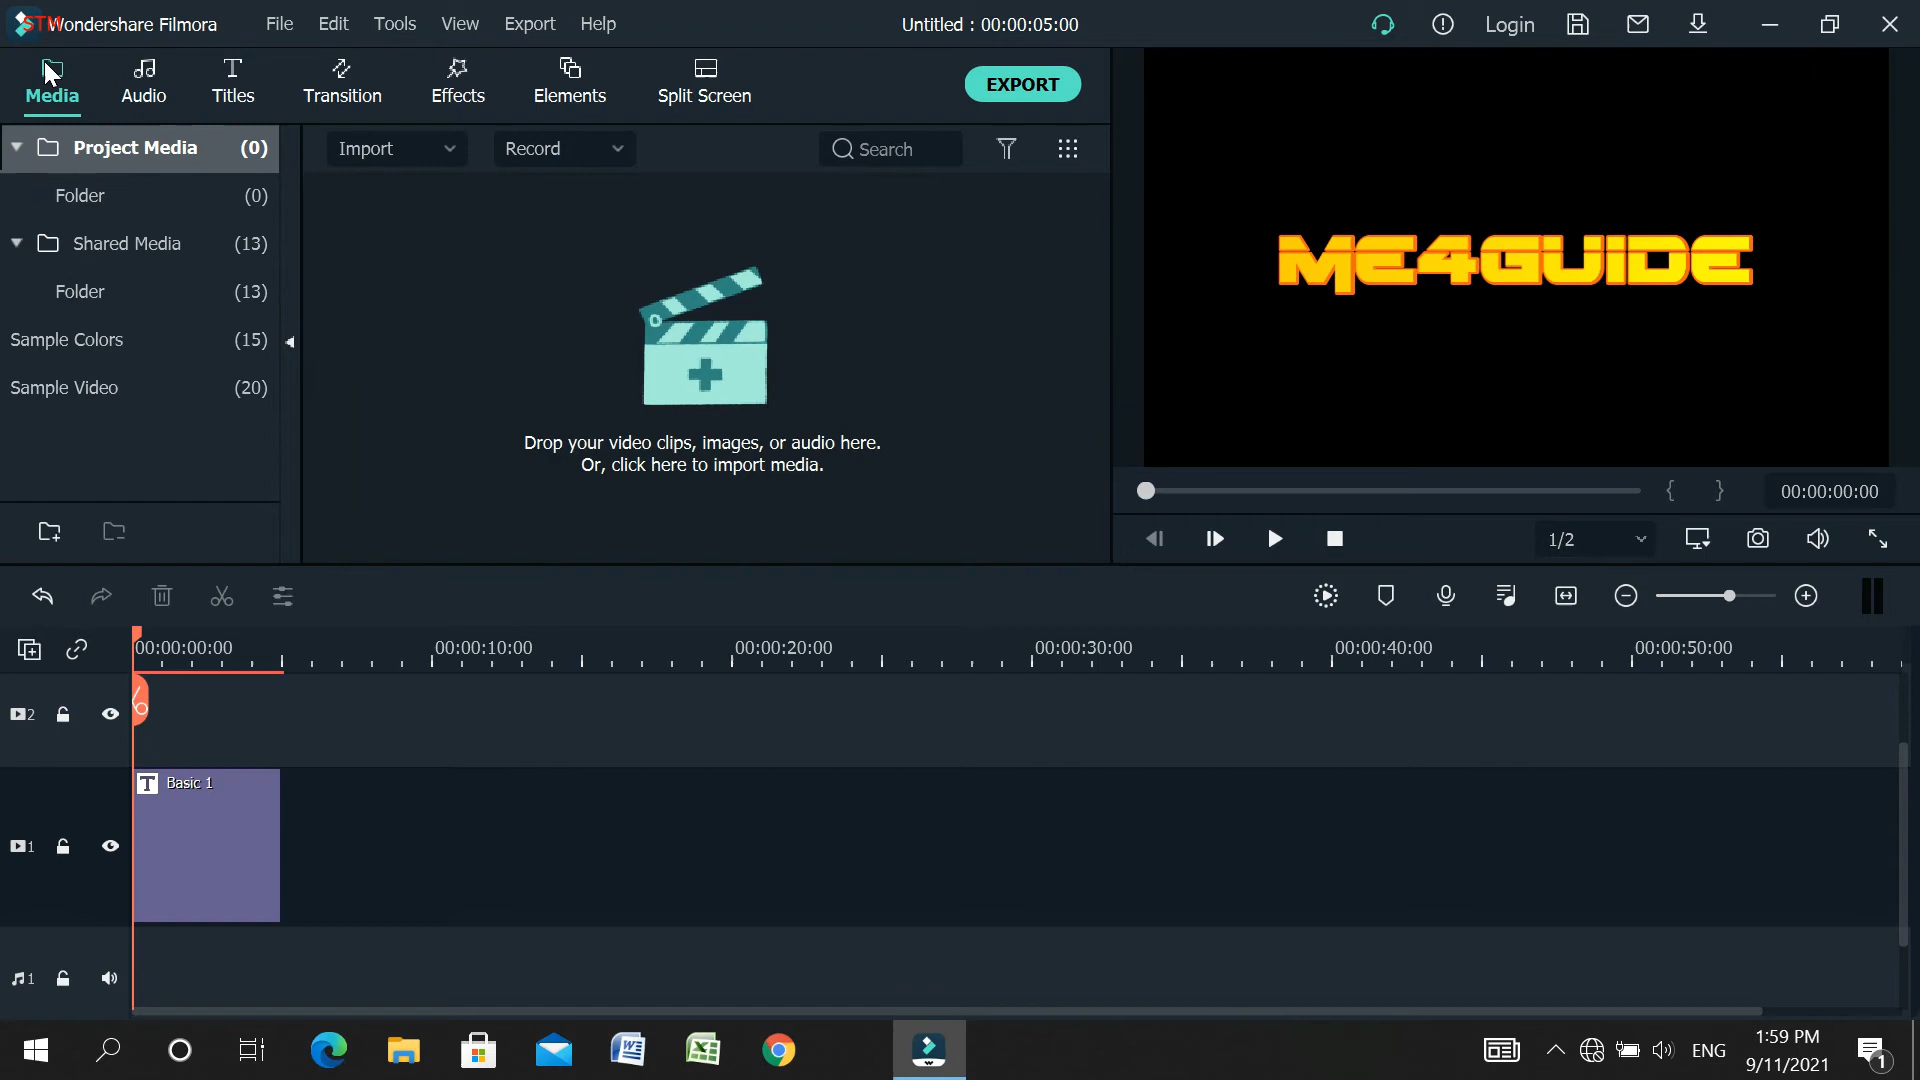 STM
Wondershare Filmora
File
Edit
Tools
View
Export
Help
Untitled : 00:00:05:00
Login
Media
Audio
Titles
Transition
Effects
Elements
Split Screen
EXPORT
Project Media (0)
Folder (0)
Shared Media (13)
Folder (13)
Sample Colors (15)
Sample Video (20)
Import
Record
Search
Drop your video clips, images, or audio here.
Or, click here to import media.
ME4GUIDE
00:00:00:00
1/2
00:00:00:00
00:00:10:00
00:00:20:00
00:00:30:00
00:00:40:00
00:00:50:00
2
T Basic 1
1
1
ENG
1:59 PM
9/11/2021
1